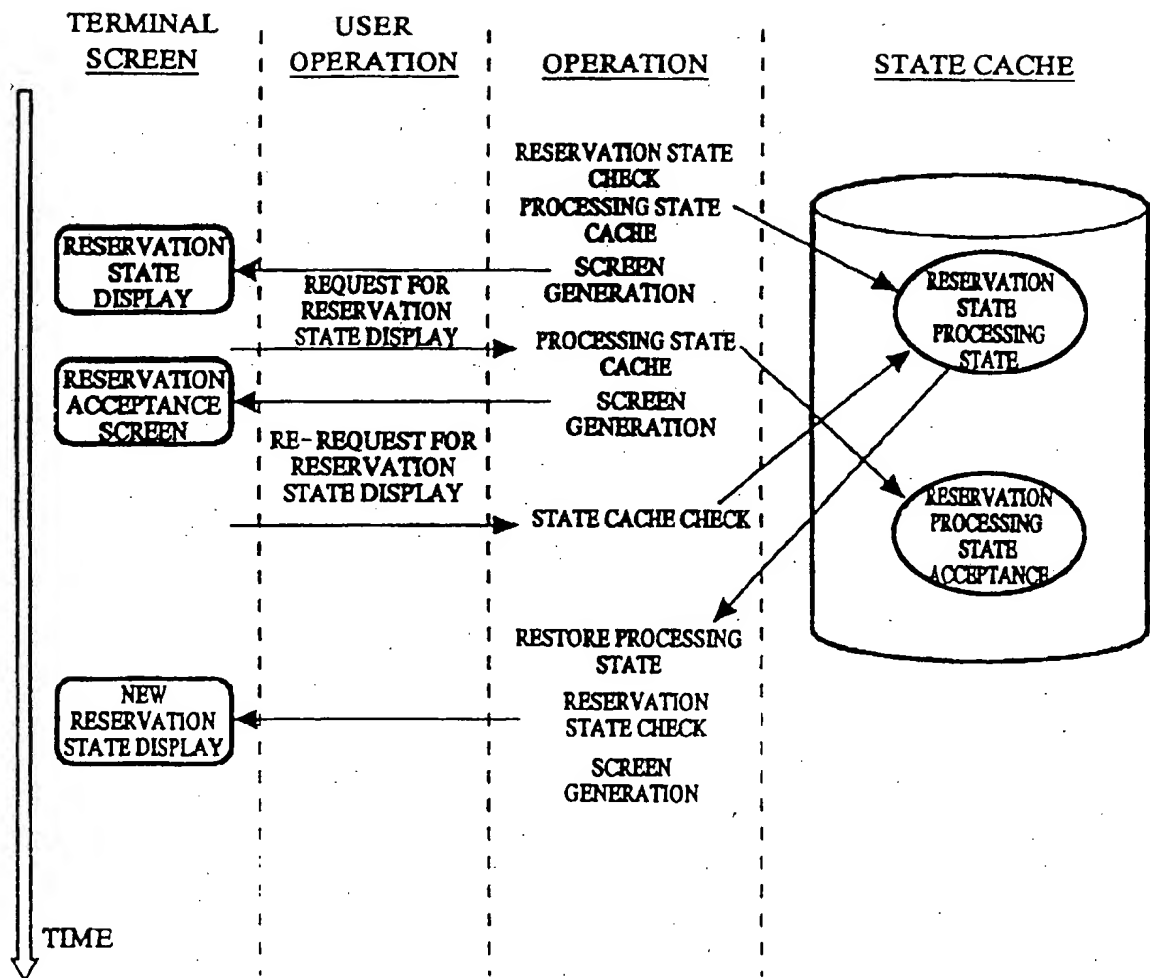 TERMINAL
SCREEN
USER
OPERATION
OPERATION
STATE CACHE
RESERVATION STATE
CHECK
PROCESSING STATE
CACHE
SCREEN
GENERATION
RESERVATION
STATE
DISPLAY
REQUEST FOR
RESERVATION
STATE DISPLAY
RESERVATION
STATE
PROCESSING
STATE
PROCESSING STATE
CACHE
SCREEN
GENERATION
RESERVATION
ACCEPTANCE
SCREEN
RE-REQUEST FOR
RESERVATION
STATE DISPLAY
STATE CACHE CHECK
RESERVATION
PROCESSING
STATE
ACCEPTANCE
RESTORE PROCESSING
STATE
NEW
RESERVATION
STATE DISPLAY
RESERVATION
STATE CHECK
SCREEN
GENERATION
TIME